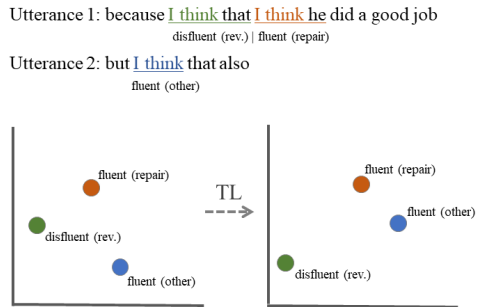 Utterance 1: because I think that I think he did a good job
disfluent (rev.) | fluent (repair)
Utterance 2: but I think that also
fluent (other)
fluent (repair)
disfluent (rev.)
fluent (other)
TL
fluent (repair)
fluent (other)
disfluent (rev.)